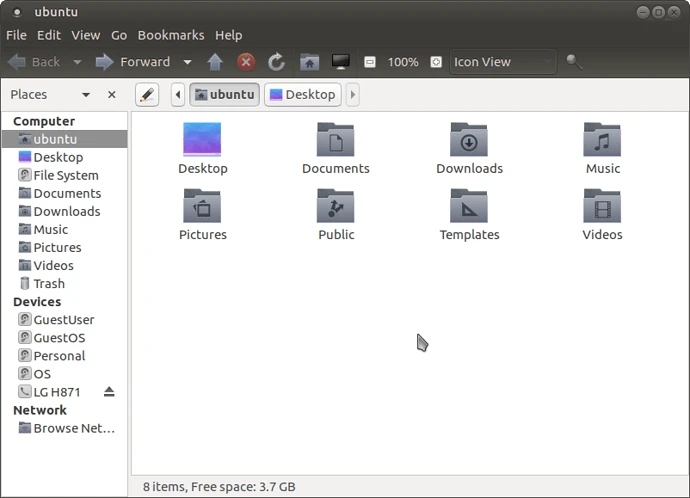 ubuntu
File Edit View Go Bookmarks Help
Back Forward 100% Icon View
Places ubuntu Desktop
Computer
ubuntu
Desktop
File System
Documents
Downloads
Music
Pictures
Videos
Trash
Devices
GuestUser
GuestOS
Personal
OS
LG H871
Network
Browse Net...
Desktop Documents Downloads Music
Pictures Public Templates Videos
8 items, Free space: 3.7 GB